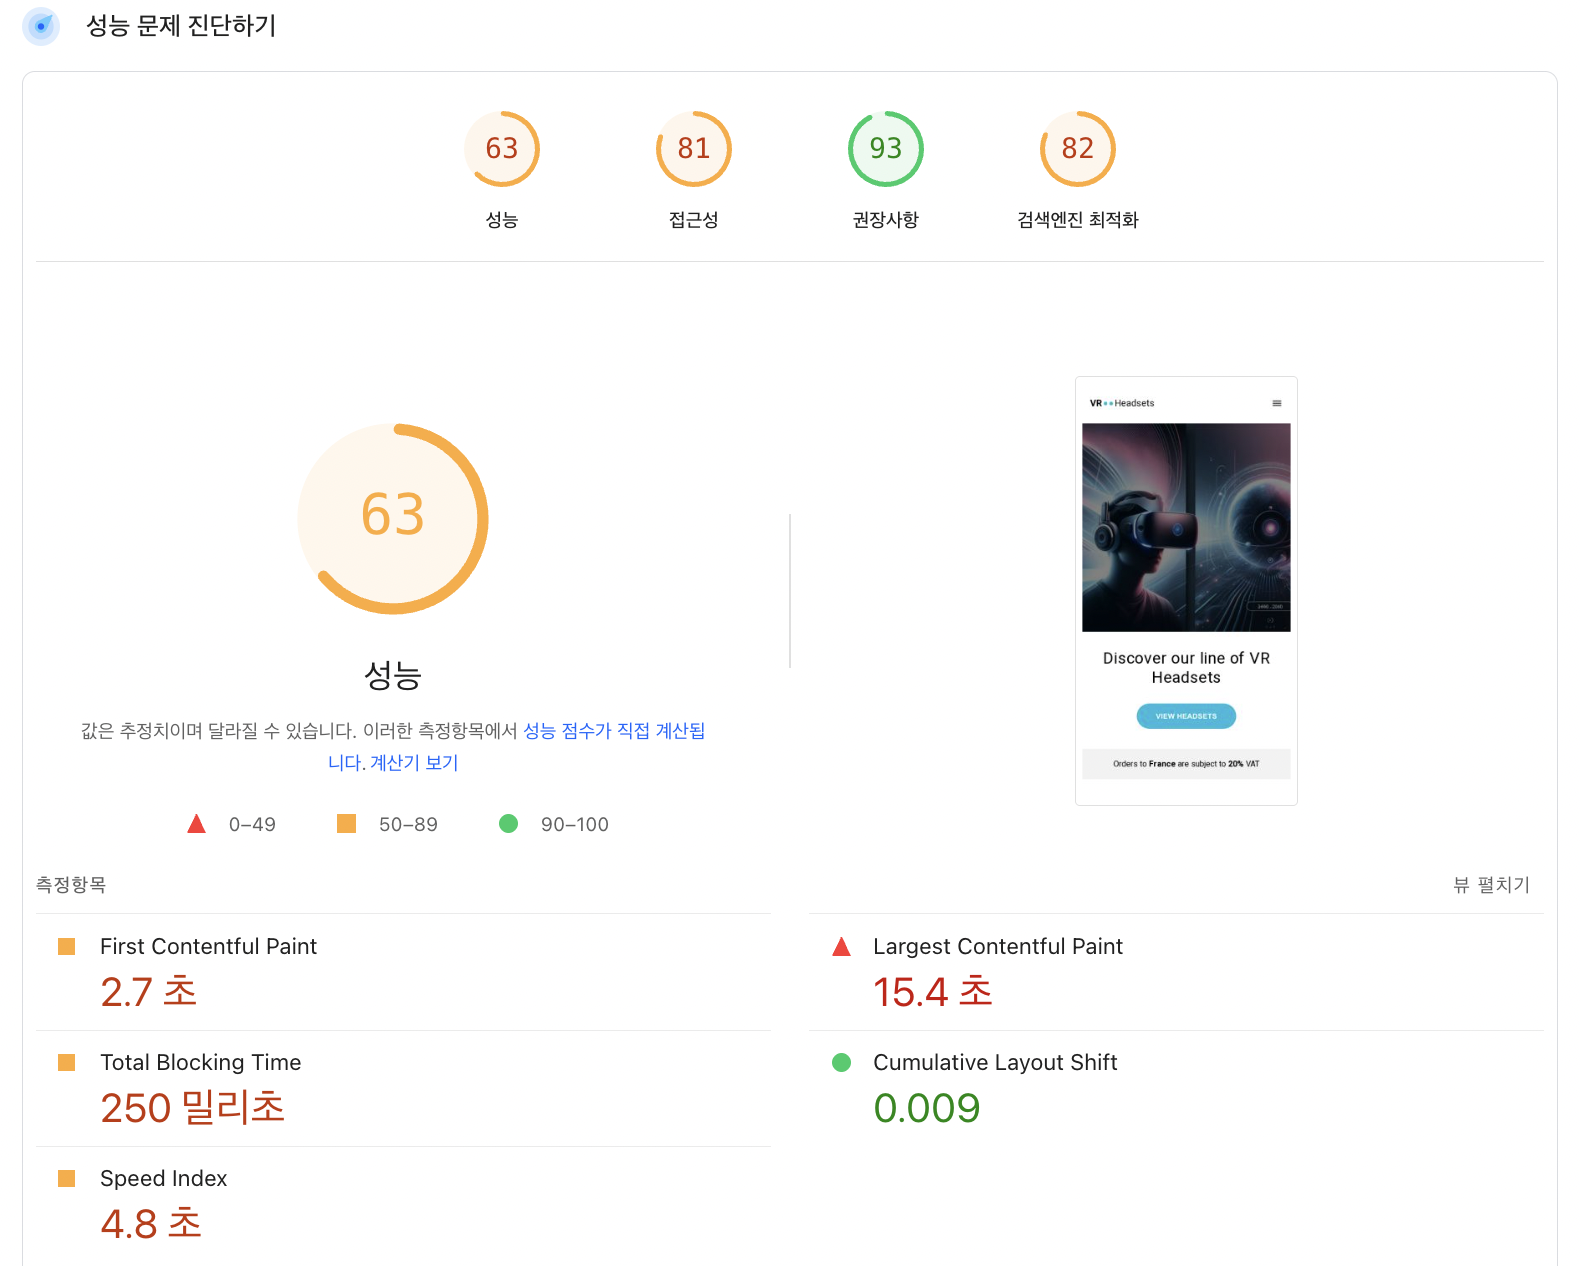 성능 문제 진단하기
63
81
93
82
성능
접근성
권장사항
검색엔진 최적화
63
성능
값은 추정치이며 달라질 수 있습니다. 이러한 측정항목에서 성능 점수가 직접 계산됩
니다. 계산기 보기
0–49
50–89
90–100
VR Headsets
Discover our line of VR
Headsets
VIEW HEADSETS
Orders to France are subject to 20% VAT
측정항목
뷰 펼치기
First Contentful Paint
2.7 초
Largest Contentful Paint
15.4 초
Total Blocking Time
250 밀리초
Cumulative Layout Shift
0.009
Speed Index
4.8 초